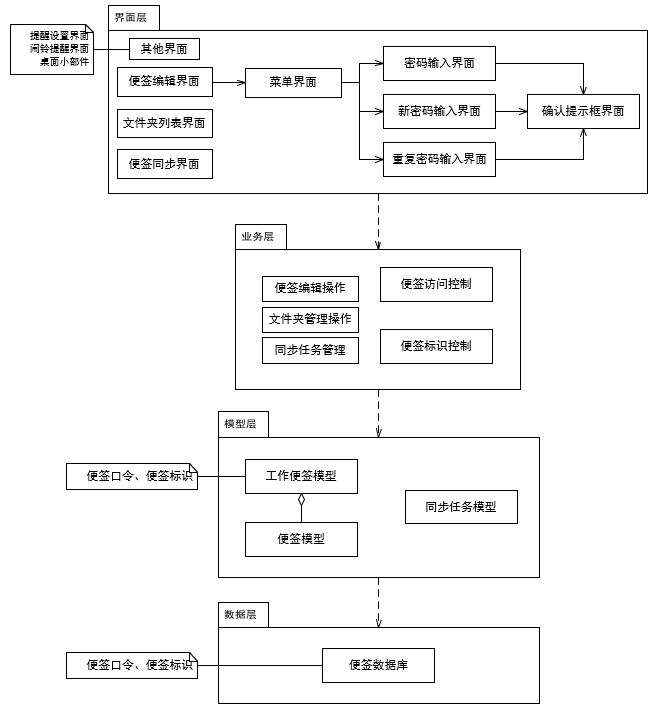 界面层
提醒设置界面
闹铃提醒界面
桌面小部件
其他界面
便签编辑界面
菜单界面
密码输入界面
文件夹列表界面
新密码输入界面
确认提示框界面
便签同步界面
重复密码输入界面
业务层
便签编辑操作
便签访问控制
文件夹管理操作
同步任务管理
便签标识控制
模型层
便签口令、便签标识
工作便签模型
同步任务模型
便签模型
数据层
便签口令、便签标识
便签数据库